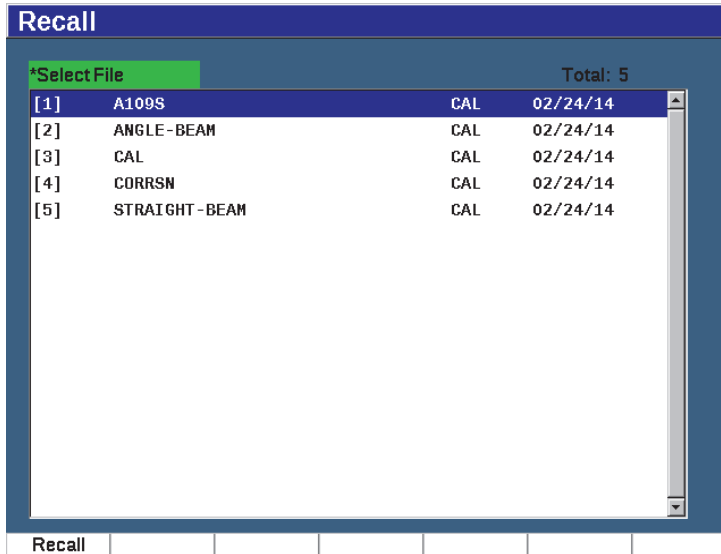 Recall
*Select File Total: 5
[1] A109S CAL 02/24/14
[2] ANGLE-BEAM CAL 02/24/14
[3] CAL CAL 02/24/14
[4] CORRSN CAL 02/24/14
[5] STRAIGHT-BEAM CAL 02/24/14
Recall